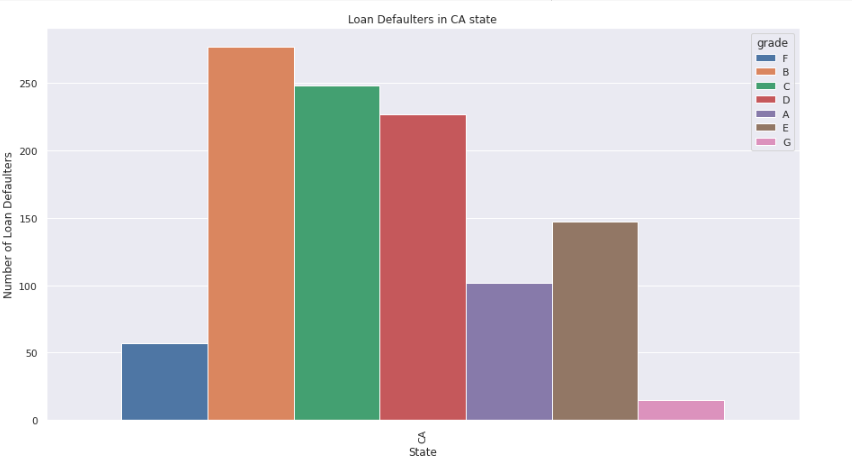 Loan Defaulters in CA state
grade
F
B
C
D
A
E
G
Number of Loan Defaulters
250
200
150
100
50
0
CA
State